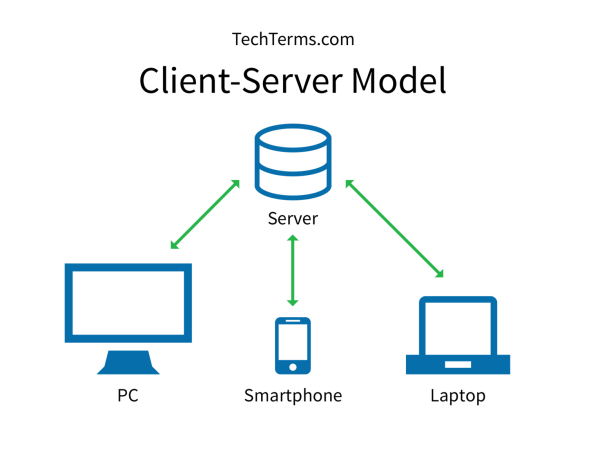 TechTerms.com
Client-Server Model
Server
PC
Smartphone
Laptop